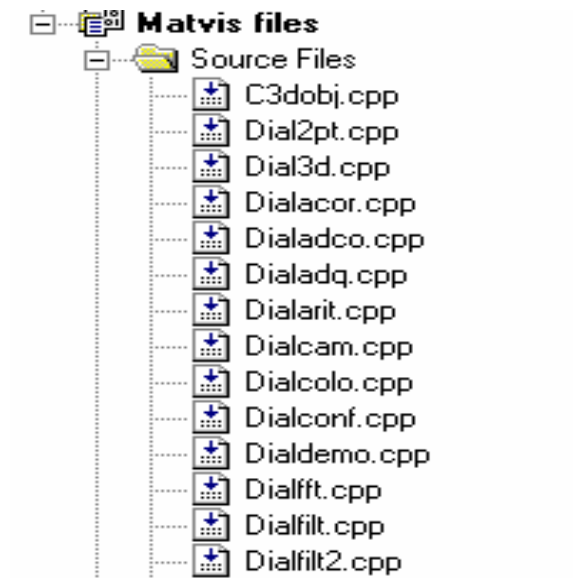 Matvis files
Source Files
C3dobj.cpp
Dial2pt.cpp
Dial3d.cpp
Dialacor.cpp
Dialadco.cpp
Dialadq.cpp
Dialarit.cpp
Dialcam.cpp
Dialcolo.cpp
Dialconf.cpp
Dialdemo.cpp
Dialfft.cpp
Dialfilt.cpp
Dialfilt2.cpp